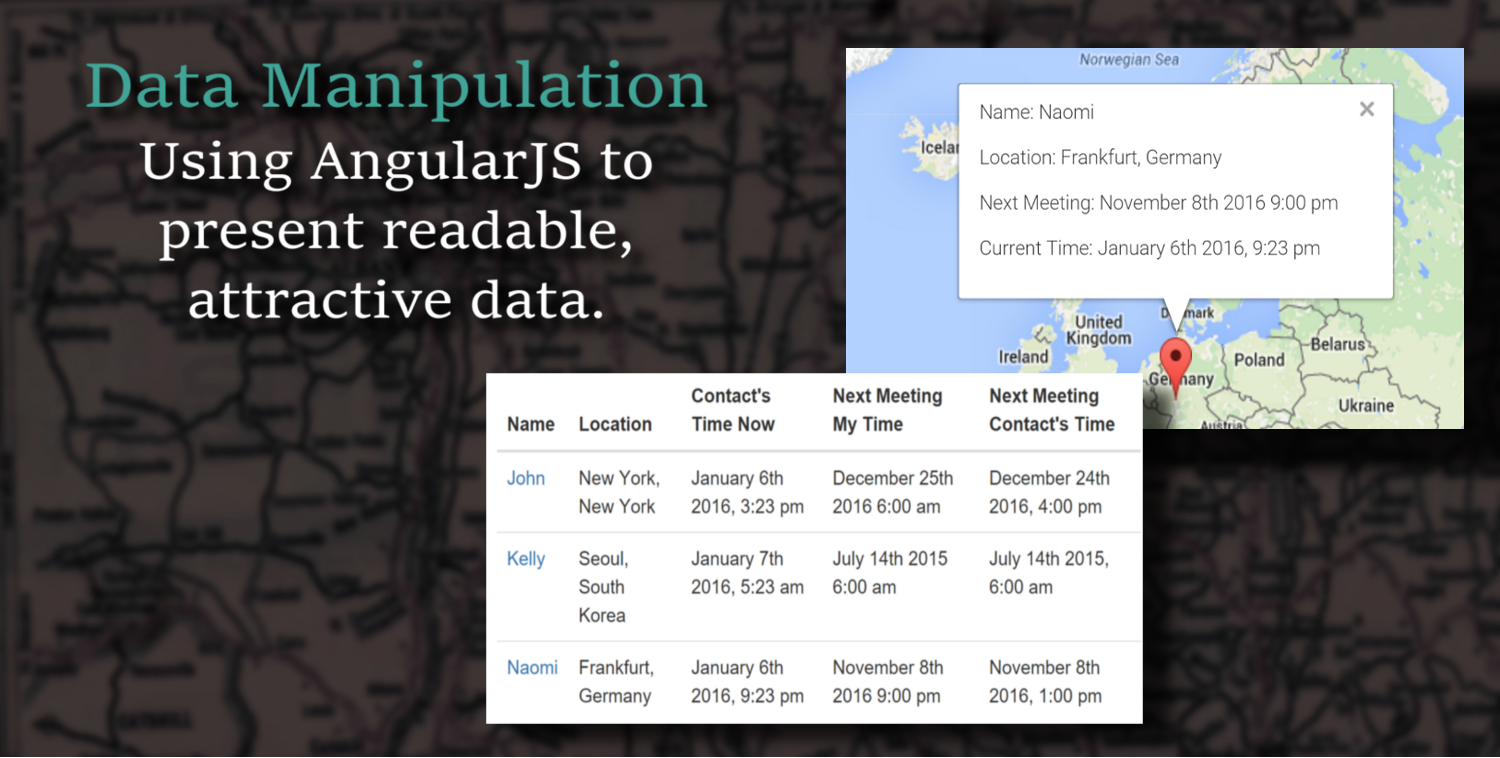 Data Manipulation
Using AngularJS to
present readable,
attractive data.
Norwegian Sea
Name: Naomi
Location: Frankfurt, Germany
Next Meeting: November 8th 2016 9:00 pm
Current Time: January 6th 2016, 9:23 pm
Icelan
United
Kingdom
Ireland
Poland
Belarus
Germany
Ukraine
Austria
Name Location Contact's Time Now Next Meeting My Time Next Meeting Contact's Time
John New York, New York January 6th 2016, 3:23 pm December 25th 2016 6:00 am December 24th 2016, 4:00 pm
Kelly Seoul, South Korea January 7th 2016, 5:23 am July 14th 2015 6:00 am July 14th 2015, 6:00 am
Naomi Frankfurt, Germany January 6th 2016, 9:23 pm November 8th 2016 9:00 pm November 8th 2016, 1:00 pm